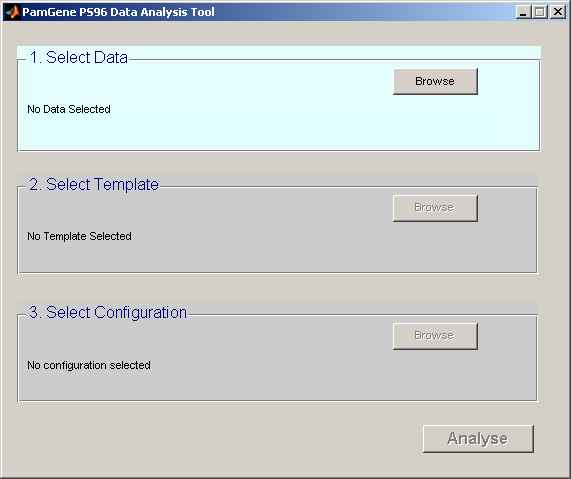 PamGene PS96 Data Analysis Tool
1. Select Data
Browse
No Data Selected
2. Select Template
Browse
No Template Selected
3. Select Configuration
Browse
No configuration selected
Analyse